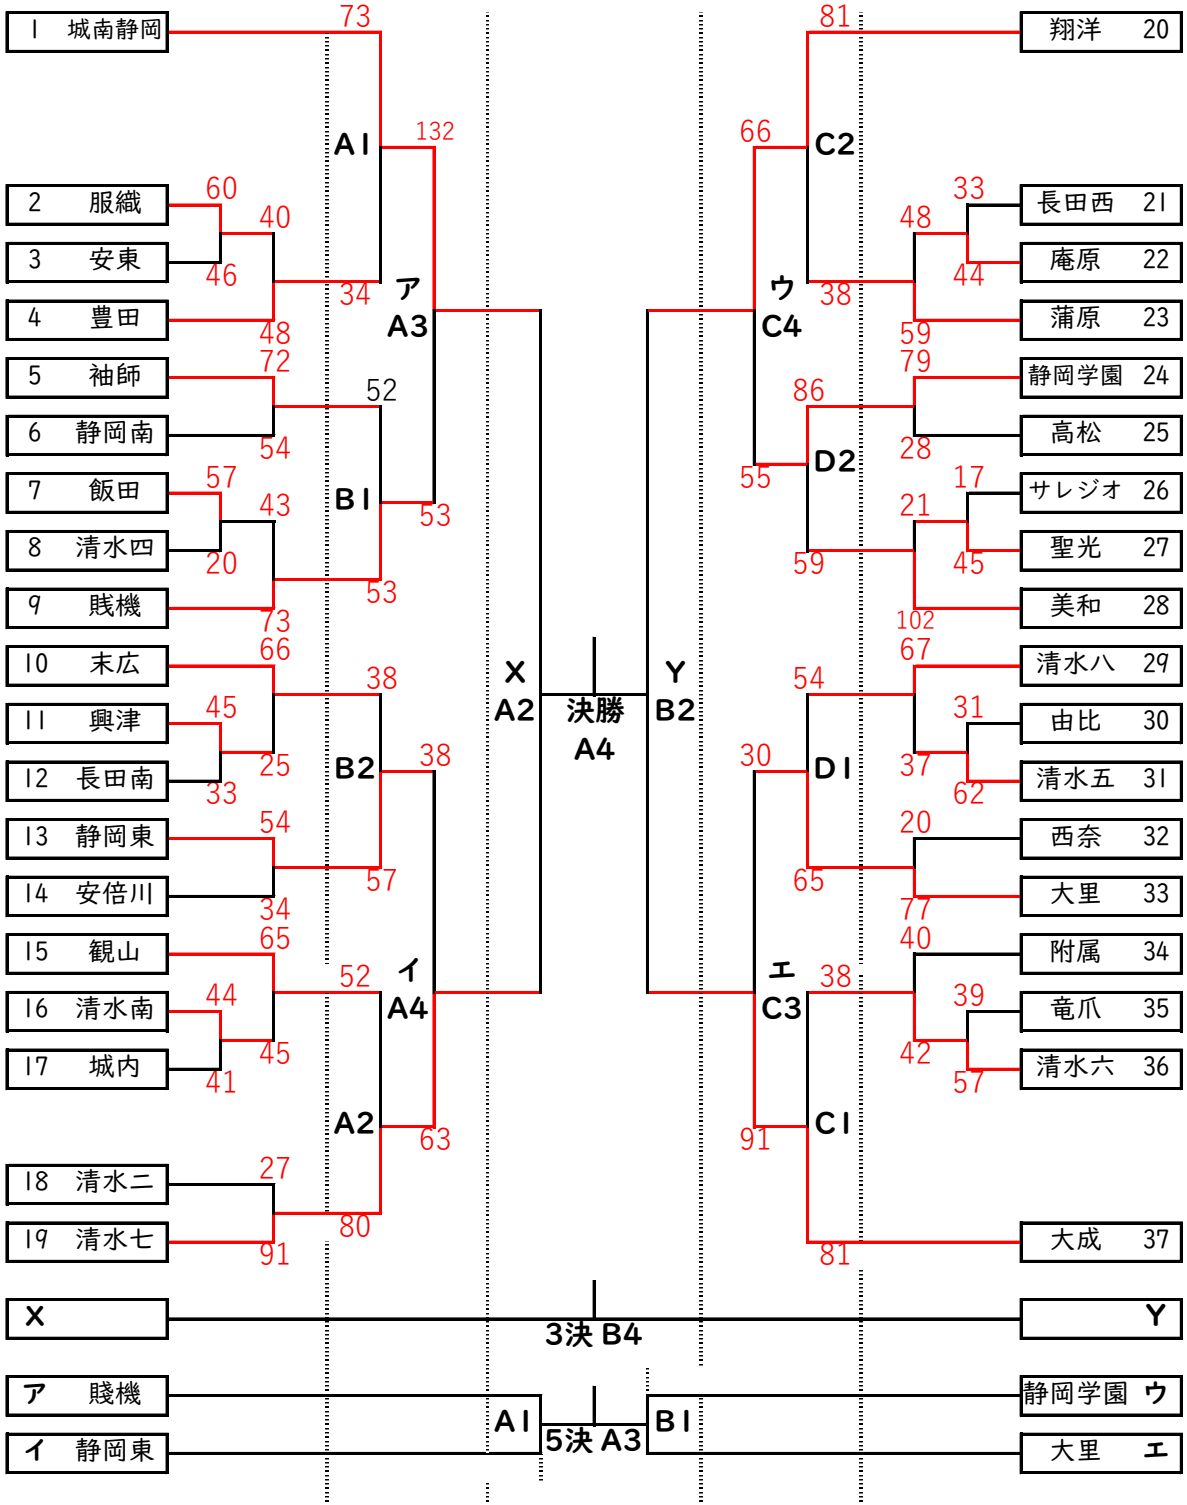 73
81
1 城南静岡
翔洋 20
132
66
A1
C2
60
33
2 服織
40
48
長田西 21
3 安東
46
44
庵原 22
34
ア
ウ
38
4 豊田
A3
C4
蒲原 23
48
59
72
79
5 袖師
52
86
静岡学園 24
6 静岡南
54
28
高松 25
D2
57
55
17
7 飯田
43
B1
21
サレジオ 26
53
8 清水四
20
59
45
聖光 27
9 賎機
53
美和 28
73
102
66
67
10 末広
38
X
Y
54
清水八 29
45
31
11 興津
A2
決勝
B2
由比 30
A4
25
B2
38
30
D1
37
12 長田南
33
62
清水五 31
54
20
13 静岡東
西奈 32
57
65
14 安倍川
34
77
大里 33
65
40
15 観山
52
イ
エ
38
附属 34
44
39
16 清水南
A4
C3
竜爪 35
45
42
17 城内
41
57
清水六 36
A2
63
91
C1
27
18 清水二
80
81
19 清水七
91
大成 37
X
Y
3決 B4
ア 賤機
静岡学園 ウ
A1
B1
5決 A3
イ 静岡東
大里 エ